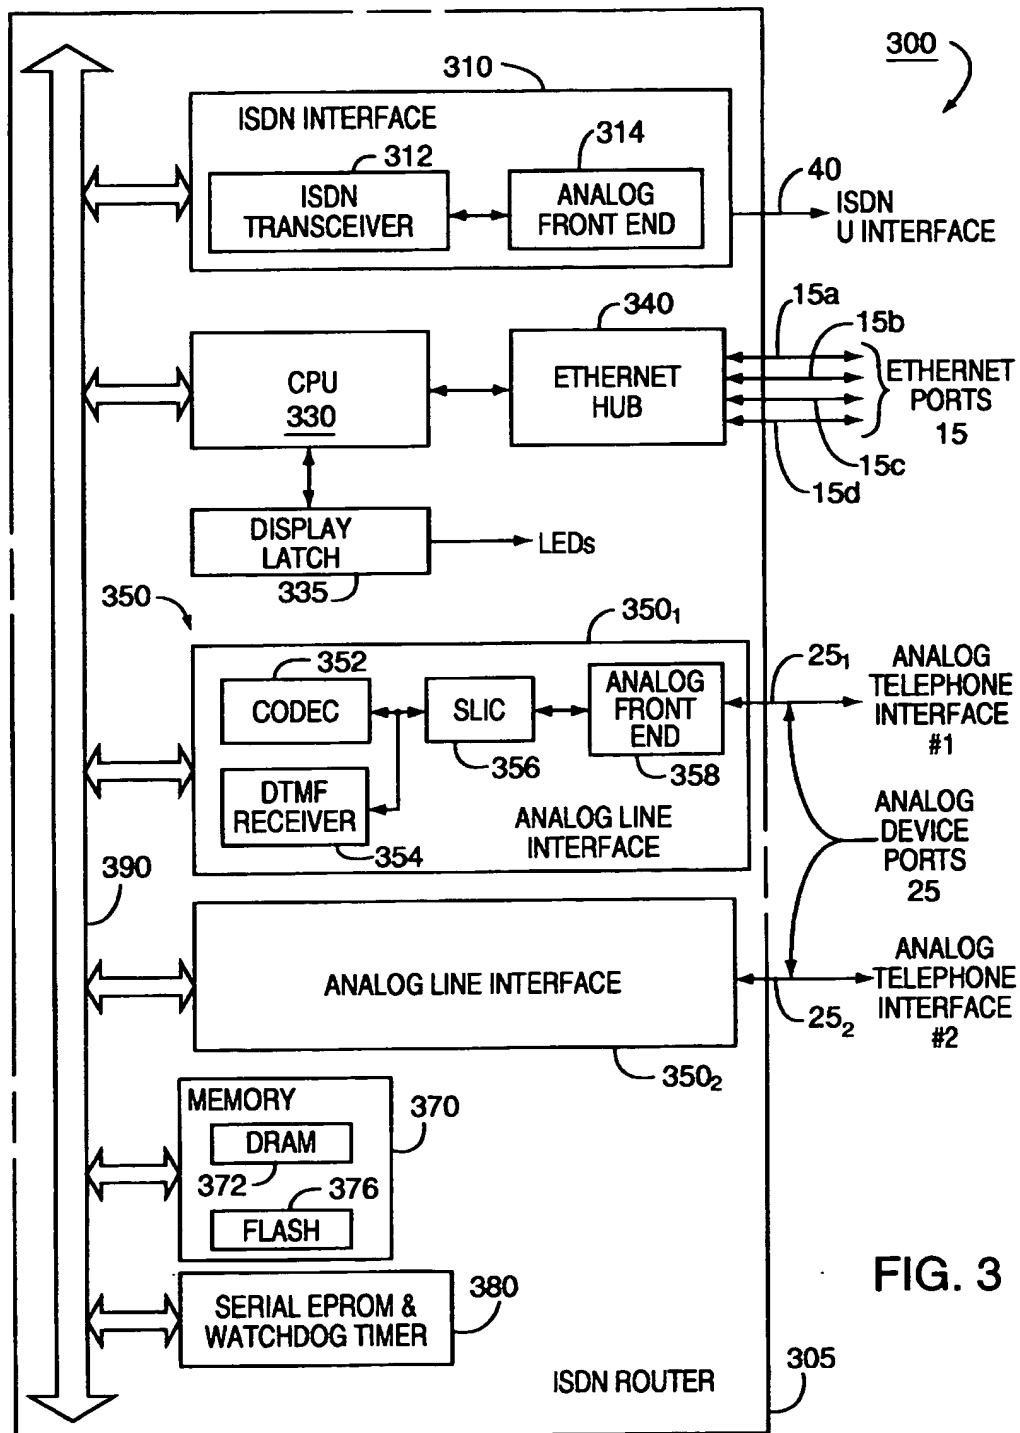 300
310
ISDN INTERFACE
312
314
ISDN
TRANSCEIVER
ANALOG
FRONT END
40
ISDN
U INTERFACE
340
15a
15b
CPU
330
ETHERNET
HUB
ETHERNET
PORTS
15
15c
15d
DISPLAY
LATCH
LEDs
335
350
350₁
352
CODEC
SLIC
356
ANALOG
FRONT
END
358
DTMF
RECEIVER
354
ANALOG LINE
INTERFACE
25₁
ANALOG
TELEPHONE
INTERFACE
#1
ANALOG
DEVICE
PORTS
25
390
ANALOG LINE INTERFACE
350₂
25₂
ANALOG
TELEPHONE
INTERFACE
#2
MEMORY
370
DRAM
372
376
FLASH
SERIAL EPROM &
WATCHDOG TIMER
380
FIG. 3
ISDN ROUTER
305